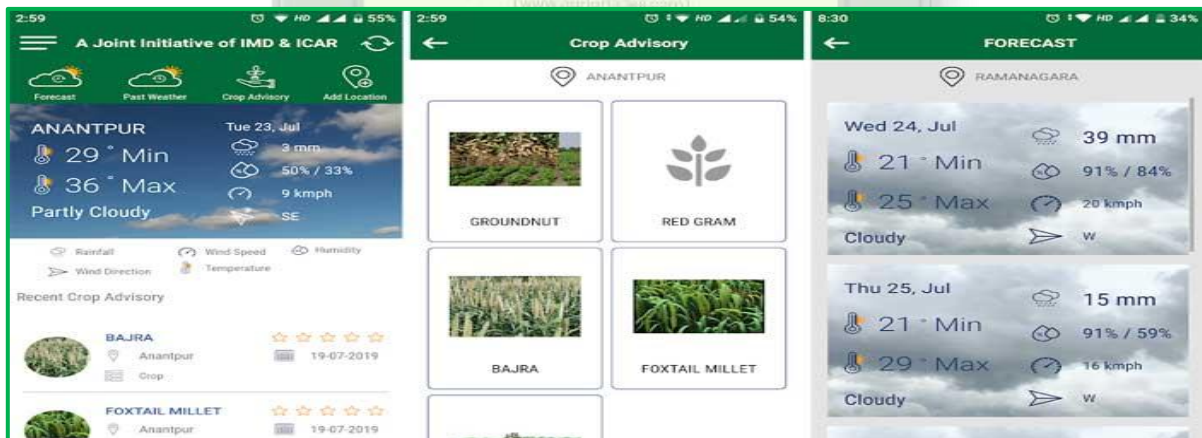 2:59 HD 55%
A Joint Initiative of IMD & ICAR
Forecast Past Weather Crop Advisory Add Location
ANANTPUR Tue 23, Jul
29 ° Min 3 mm
36 ° Max 50% / 33%
9 kmph
Partly Cloudy SE
Rainfall Wind Speed Humidity
Wind Direction Temperature
Recent Crop Advisory
BAJRA
Anantpur 19-07-2019
Crop
FOXTAIL MILLET
Anantpur 19-07-2019
2:59 HD 54%
Crop Advisory
ANANTPUR
GROUNDNUT RED GRAM
BAJRA FOXTAIL MILLET
8:30 HD 34%
FORECAST
RAMANAGARA
Wed 24, Jul 39 mm
21 ° Min 91% / 84%
25 ° Max 20 kmph
Cloudy W
Thu 25, Jul 15 mm
21 ° Min 91% / 59%
29 ° Max 16 kmph
Cloudy W